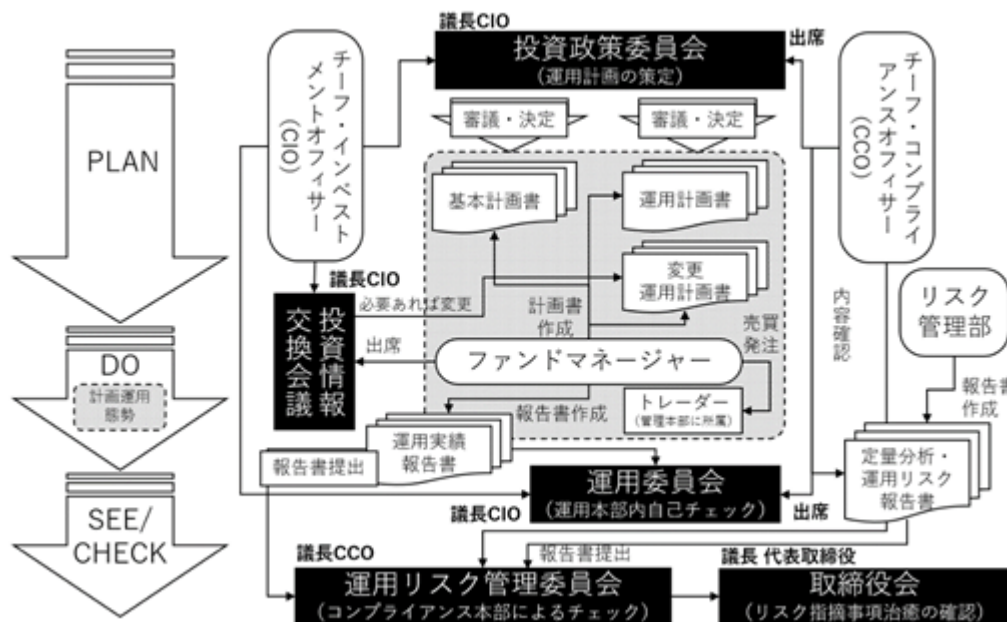 議長CIO
投資政策委員会
(運用計画の策定)
出席
チーフ・インベスト
メントオフィサー
(CIO)
チーフ・コンプライ
アンスオフィサー
(CCO)
審議・決定
審議・決定
PLAN
基本計画書
運用計画書
議長CIO
必要あれば変更
変更
運用計画書
計画書
作成
売買
発注
内容確認
リスク
管理部
投資情報
交換会議
出席
ファンドマネージャー
DO
計画運用
態勢
報告書作成
トレーダー
(管理本部に所属)
報告書
作成
運用実績
報告書
報告書提出
定量分析・
運用リスク
報告書
運用委員会
(運用本部内自己チェック)
議長CIO
出席
SEE/
CHECK
議長CCO
報告書提出
議長 代表取締役
運用リスク管理委員会
(コンプライアンス本部によるチェック)
取締役会
(リスク指摘事項治癒の確認)